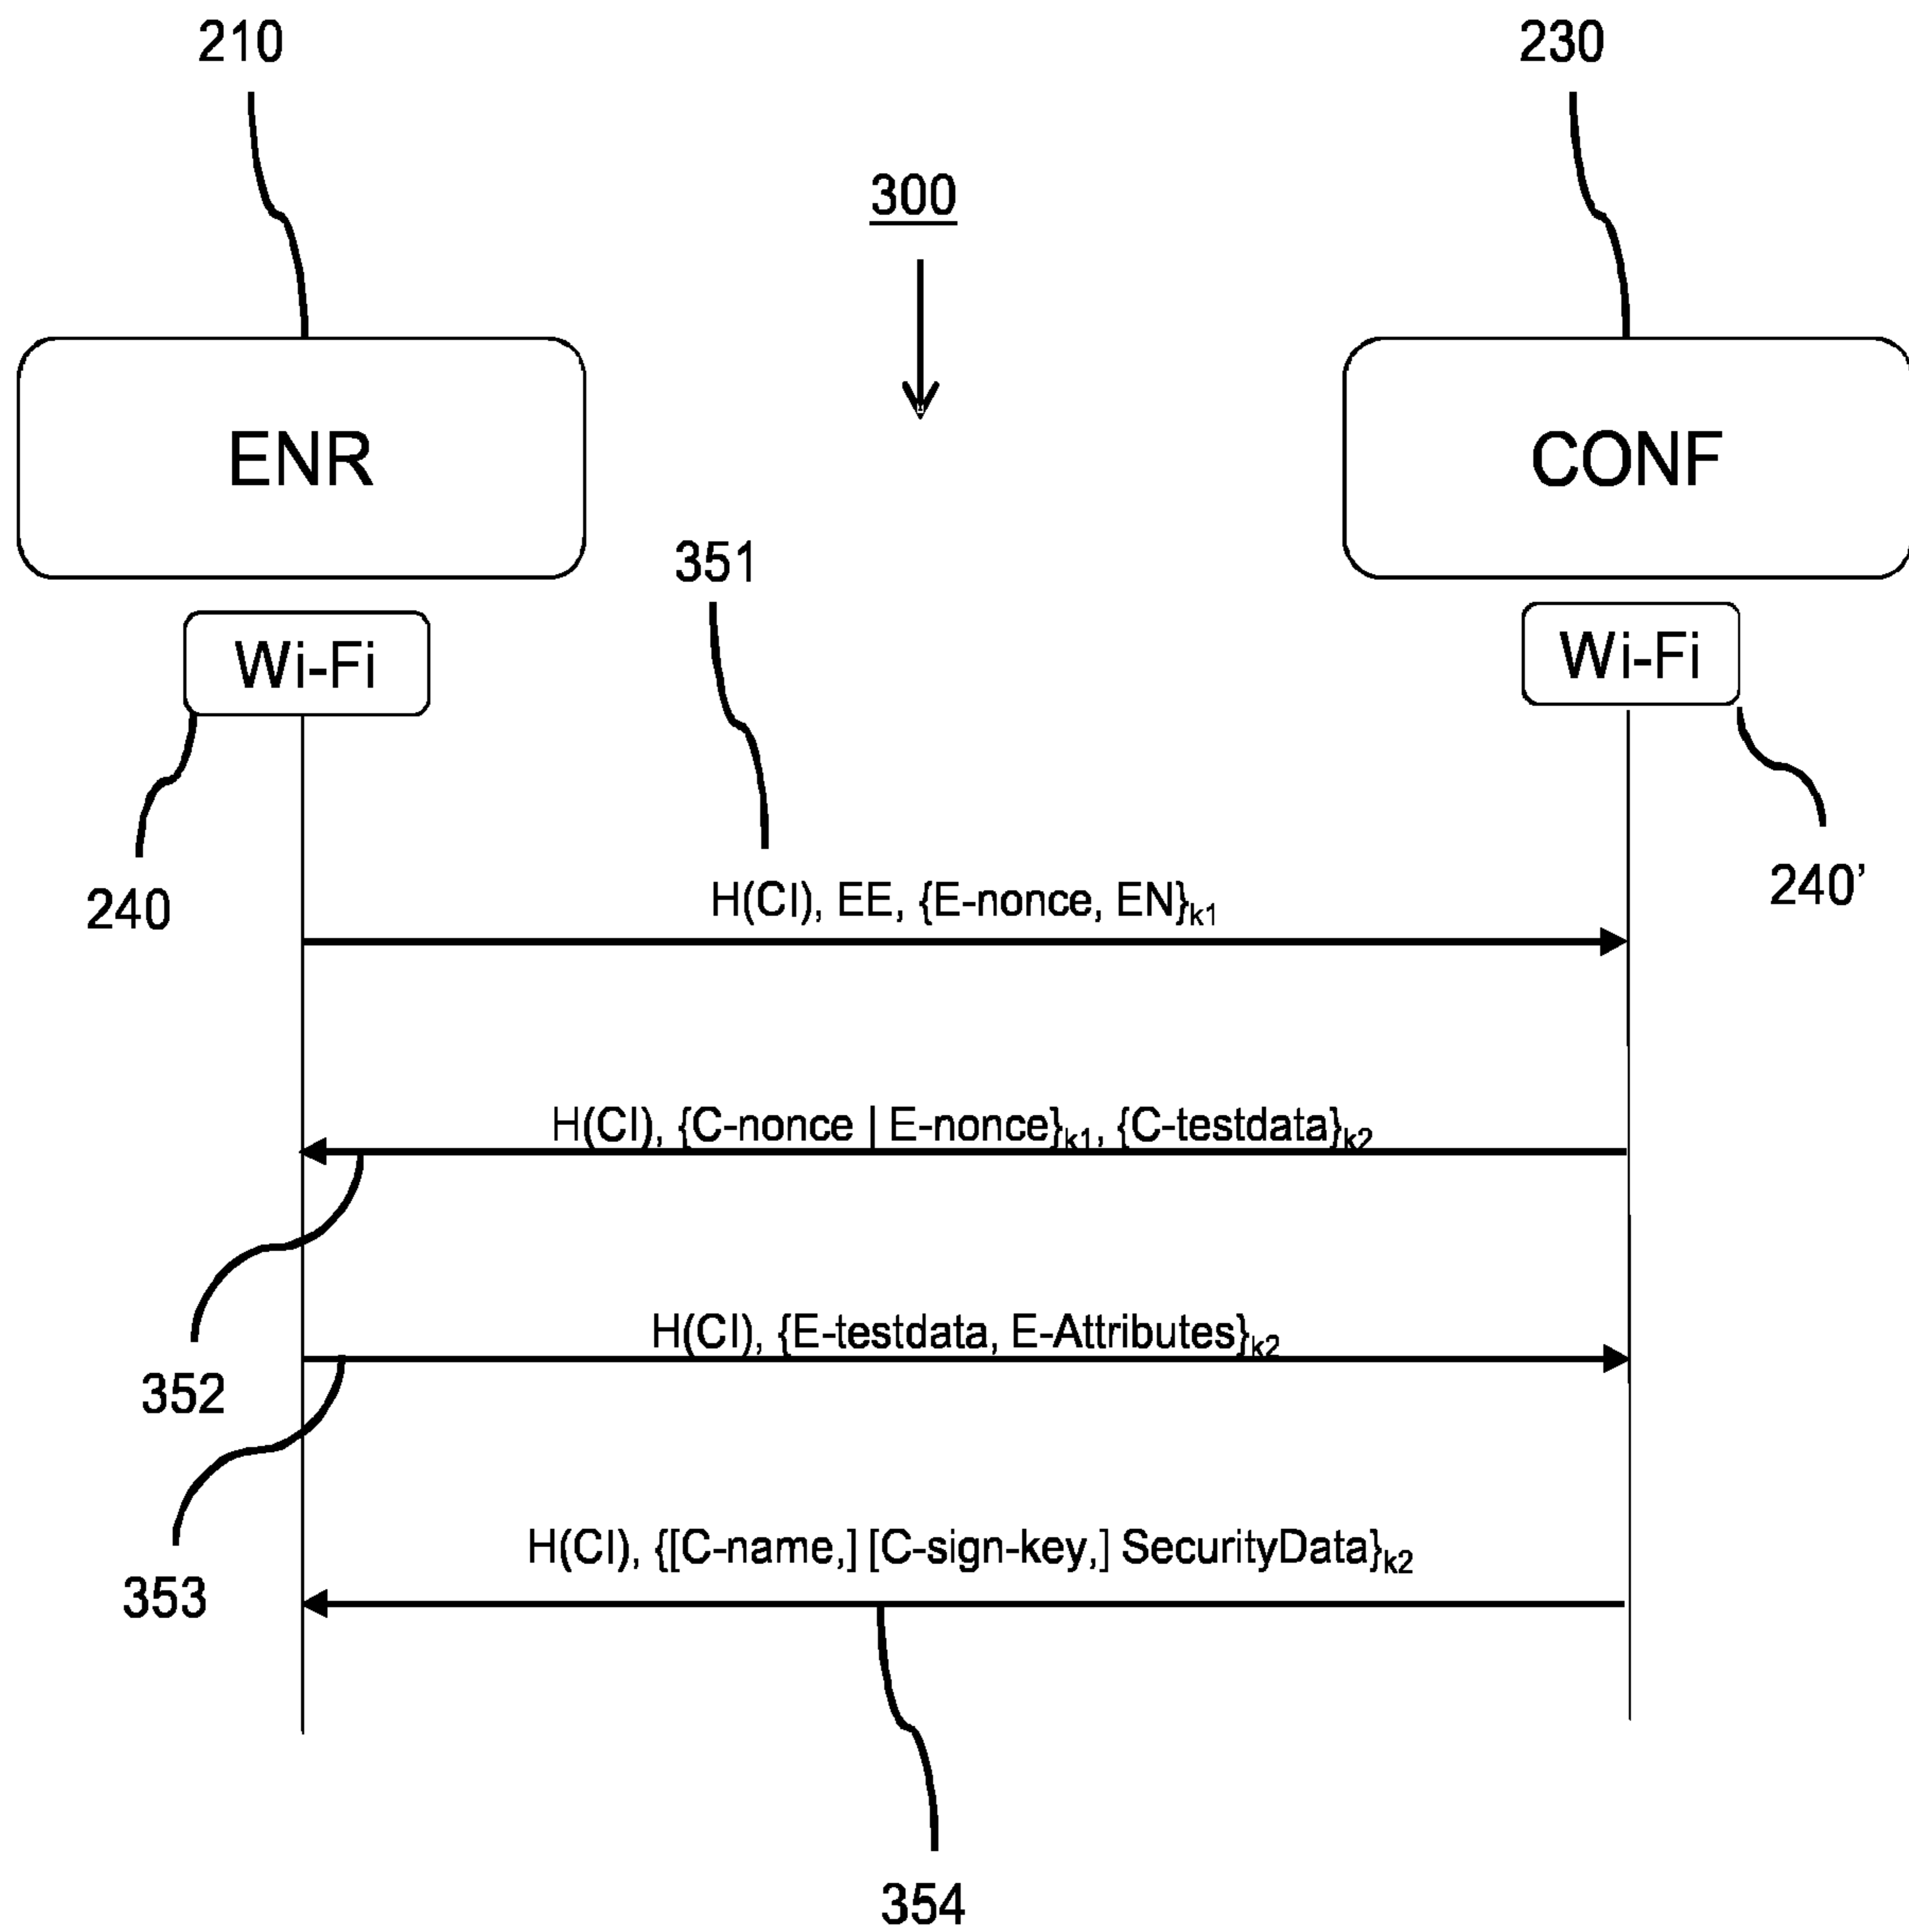 210
230
300
ENR
CONF
351
Wi-Fi
Wi-Fi
240
240’
H(CI), EE, {E-nonce, EN}k1
H(CI), {C-nonce | E-nonce}k1, {C-testdata}k2
H(CI), {E-testdata, E-Attributes}k2
352
H(CI), {[C-name,] [C-sign-key,] SecurityData}k2
353
354